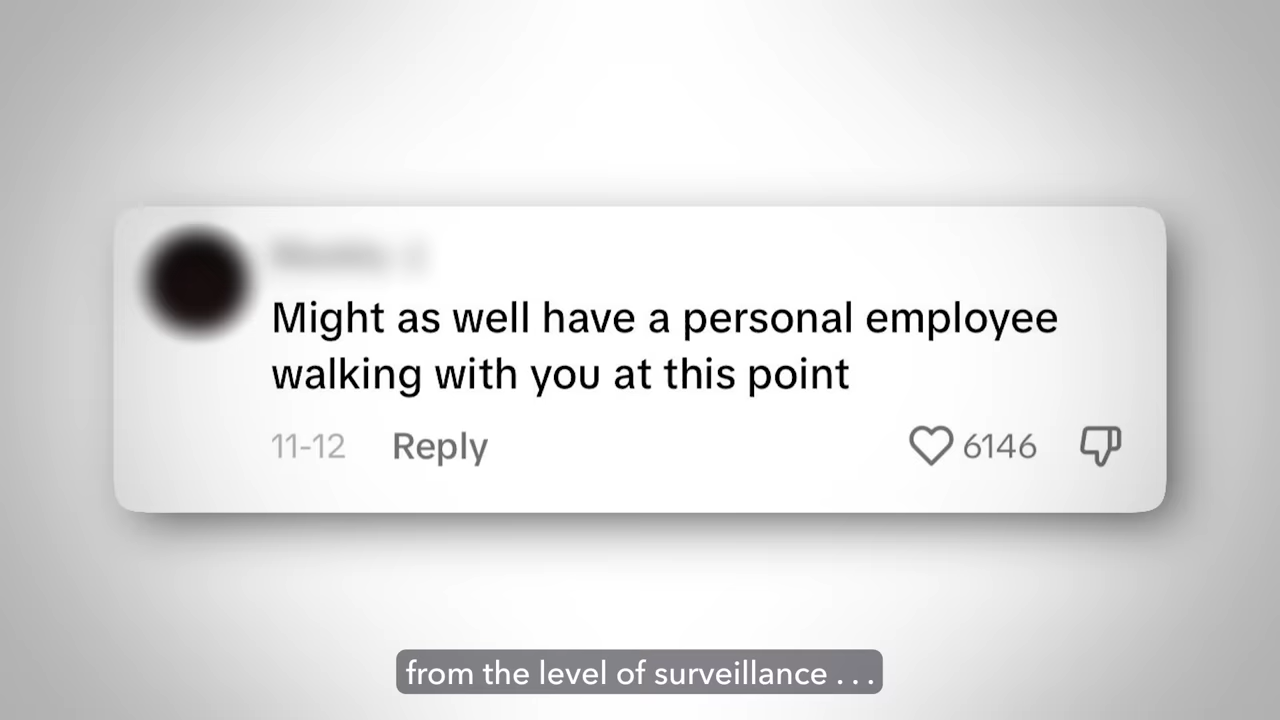 Might as well have a personal employee
walking with you at this point
11-12 Reply 6146
from the level of surveillance . . .